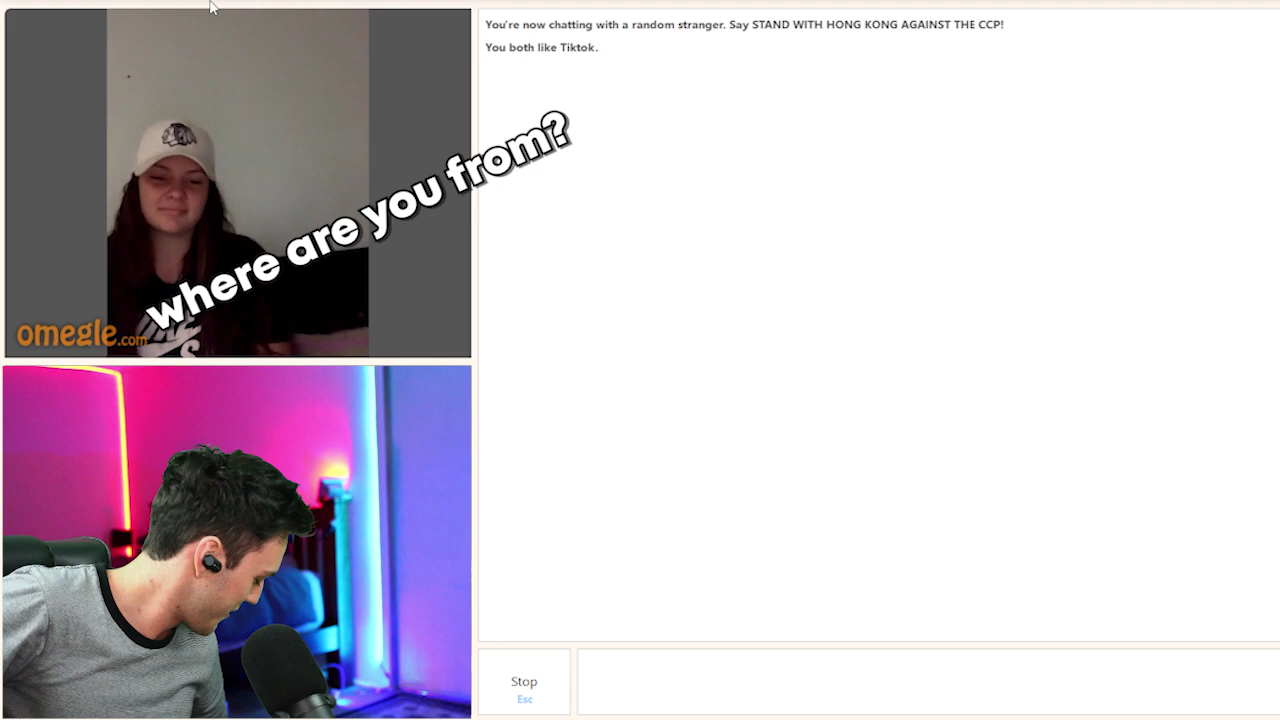 You're now chatting with a random stranger. Say STAND WITH HONG KONG AGAINST THE CCP!
You both like Tiktok.
where are you from?
omegle.com
Stop
Esc